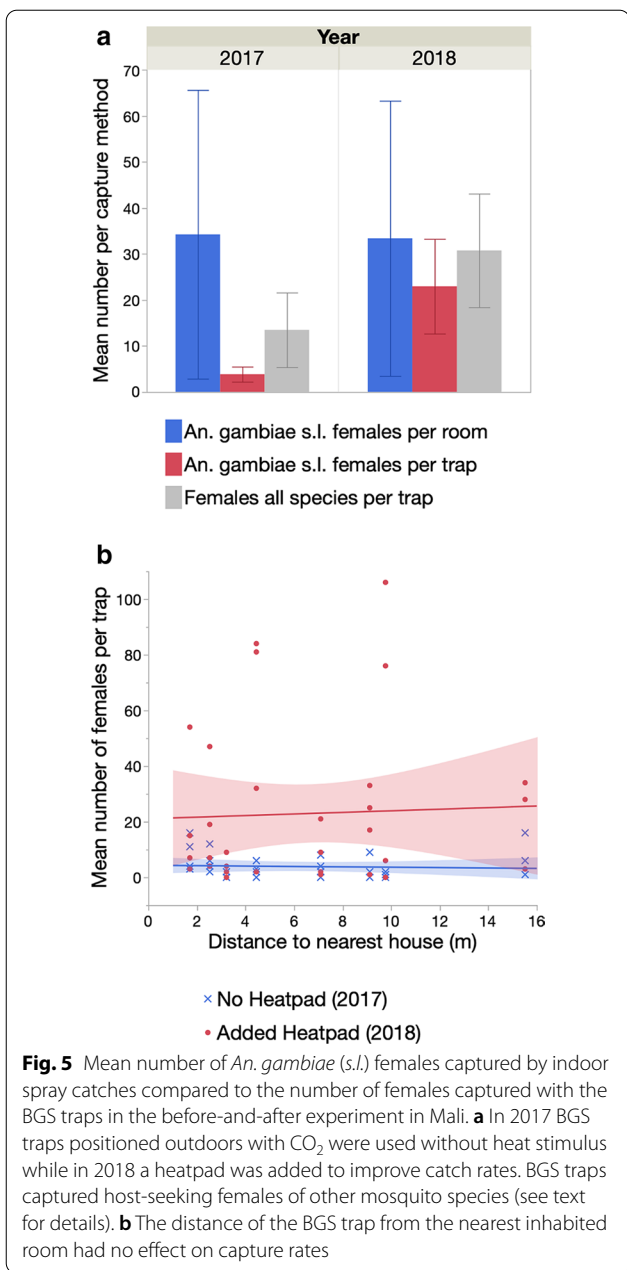 a
Year
2017 2018
Mean number per capture method
70
60
50
40
30
20
10
0
An. gambiae s.l. females per room
An. gambiae s.l. females per trap
Females all species per trap
b
Mean number of females per trap
100
80
60
40
20
0
0 2 4 6 8 10 12 14 16
Distance to nearest house (m)
× No Heatpad (2017)
• Added Heatpad (2018)
Fig. 5 Mean number of An. gambiae (s.l.) females captured by indoor
spray catches compared to the number of females captured with the
BGS traps in the before-and-after experiment in Mali. a In 2017 BGS
traps positioned outdoors with CO₂ were used without heat stimulus
while in 2018 a heatpad was added to improve catch rates. BGS traps
captured host-seeking females of other mosquito species (see text
for details). b The distance of the BGS trap from the nearest inhabited
room had no effect on capture rates